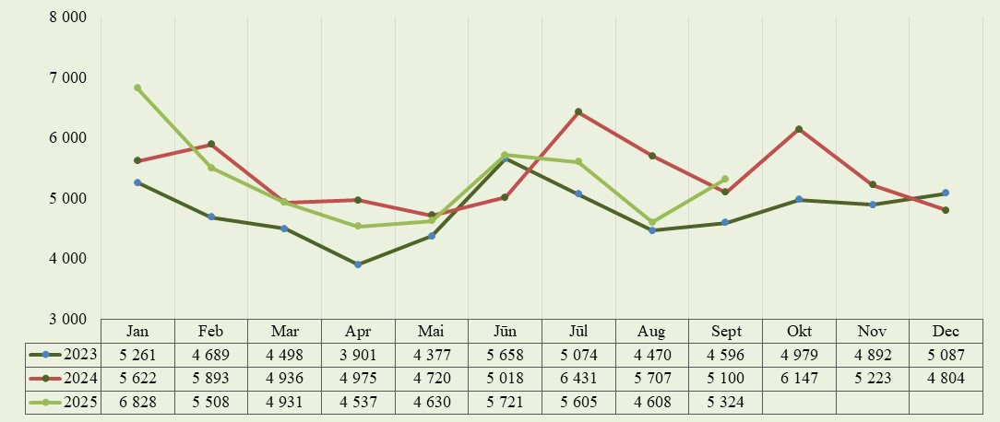 8 000
7 000
6 000
5 000
4 000
3 000
Jan Feb Mar Apr Mai Jūn Jūl Aug Sept Okt Nov Dec
2023 5 261 4 689 4 498 3 901 4 377 5 658 5 074 4 470 4 596 4 979 4 892 5 087
2024 5 622 5 893 4 936 4 975 4 720 5 018 6 431 5 707 5 100 6 147 5 223 4 804
2025 6 828 5 508 4 931 4 537 4 630 5 721 5 605 4 608 5 324